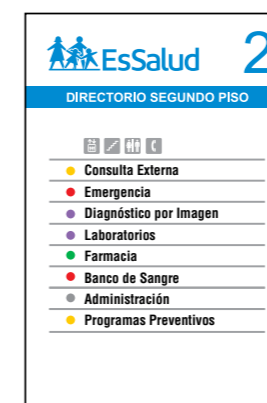 EsSalud 2
DIRECTORIO SEGUNDO PISO
Consulta Externa
Emergencia
Diagnóstico por Imagen
Laboratorios
Farmacia
Banco de Sangre
Administración
Programas Preventivos